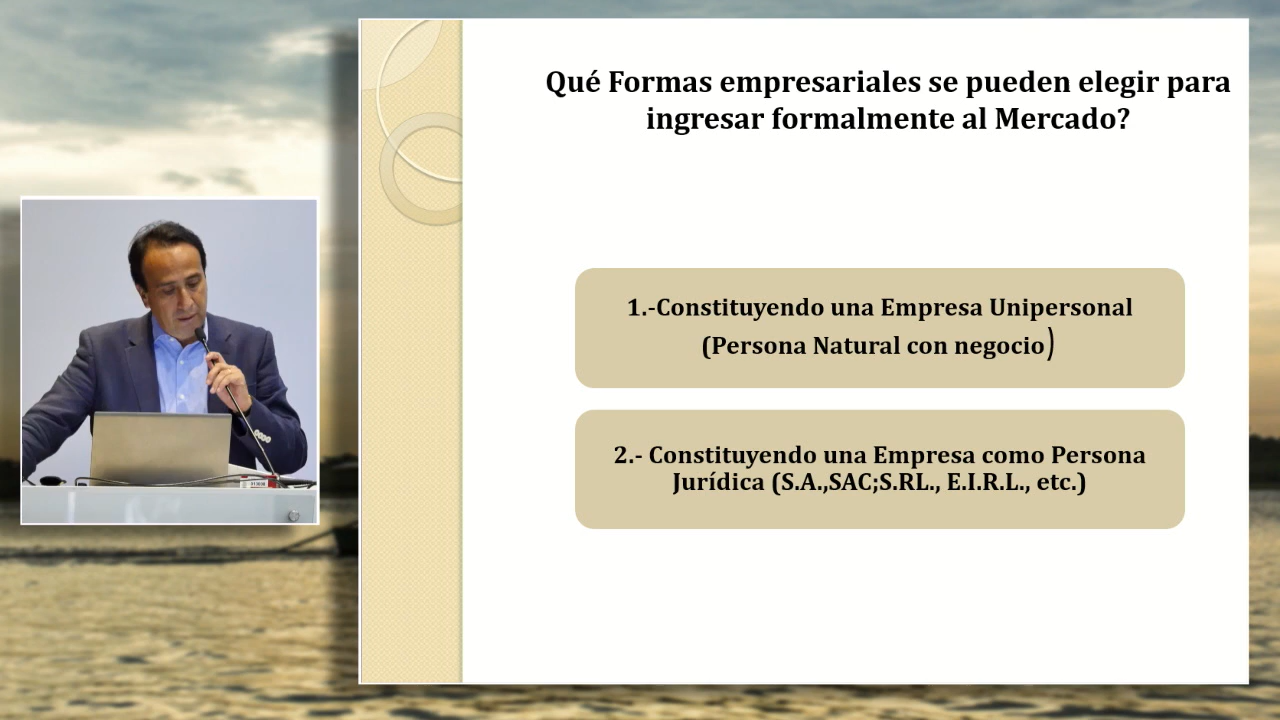 Qué Formas empresariales se pueden elegir para
ingresar formalmente al Mercado?
1.-Constituyendo una Empresa Unipersonal
(Persona Natural con negocio)
2.- Constituyendo una Empresa como Persona
Jurídica (S.A.,SAC;S.RL., E.I.R.L., etc.)